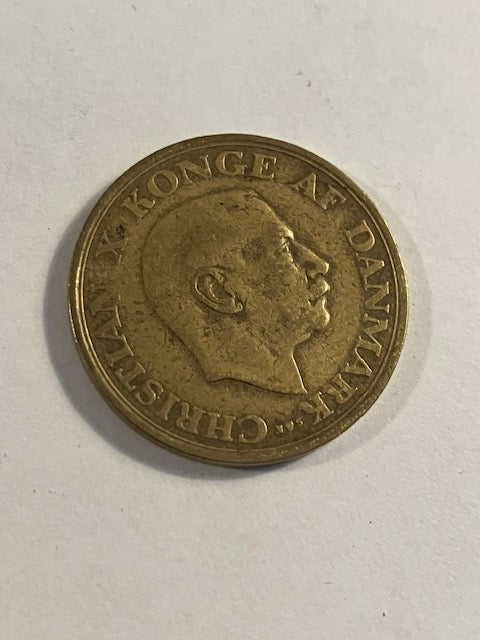 CHRISTIAN X KONGE AF DANMARK